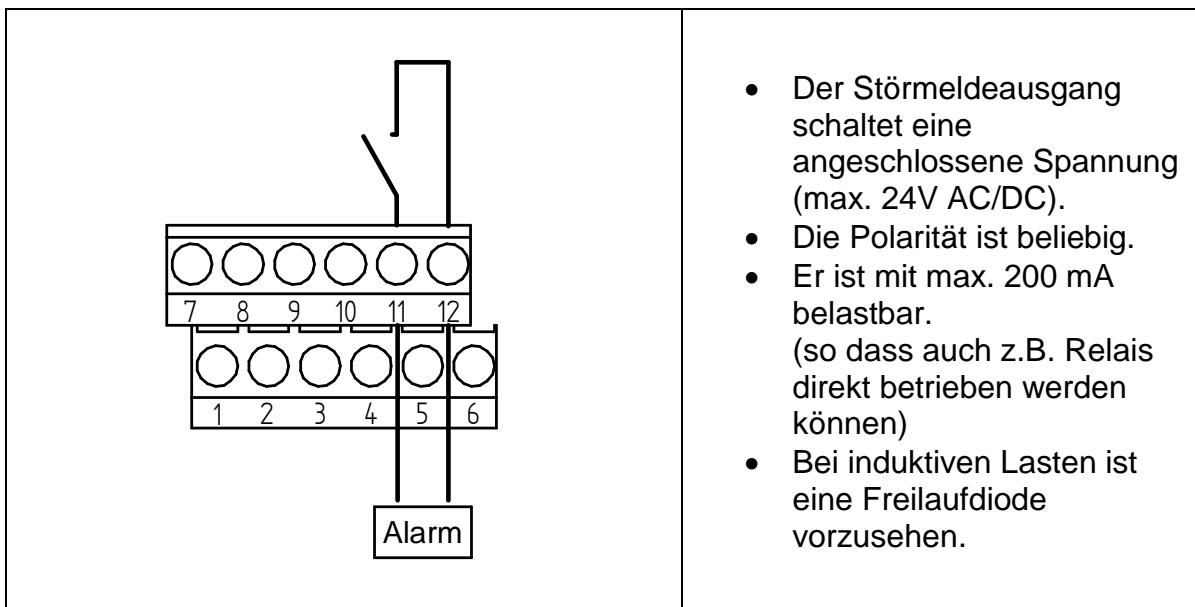 7 8 9 10 11 12
1 2 3 4 5 6
Alarm
• Der Störmeldeausgang
schaltet eine
angeschlossene Spannung
(max. 24V AC/DC).
• Die Polarität ist beliebig.
• Er ist mit max. 200 mA
belastbar.
(so dass auch z.B. Relais
direkt betrieben werden
können)
• Bei induktiven Lasten ist
eine Freilaufdiode
vorzusehen.